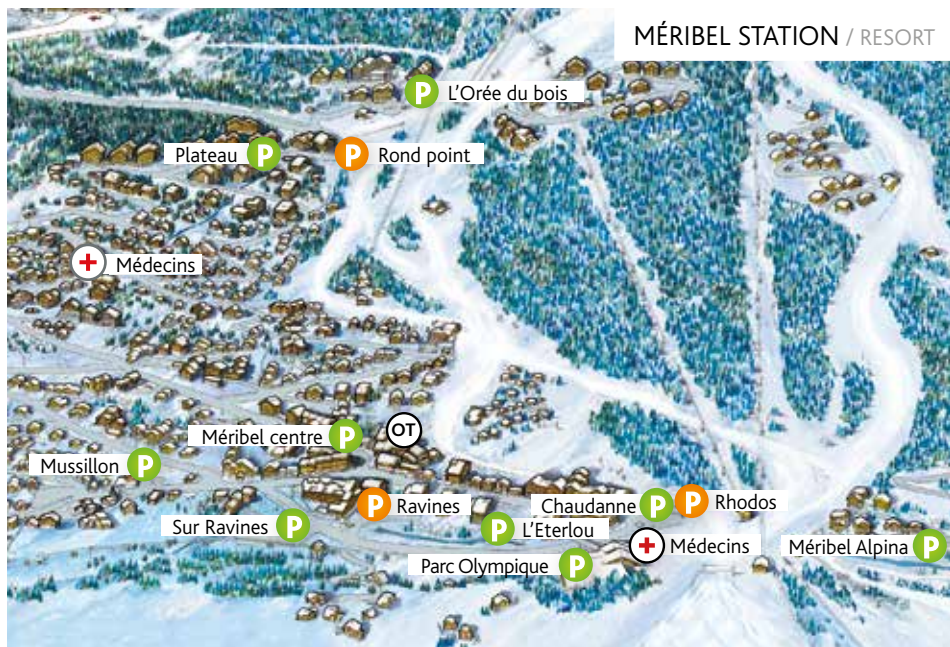 MÉRIBEL STATION / RESORT
P L'Orée du bois
Plateau P
P Rond point
Médecins
Méribel centre P
OT
Mussillon P
P Ravines
Chaudanne P
P Rhodos
Sur Ravines P
P L'Eterlou
Médecins
Méribel Alpina P
Parc Olympique P